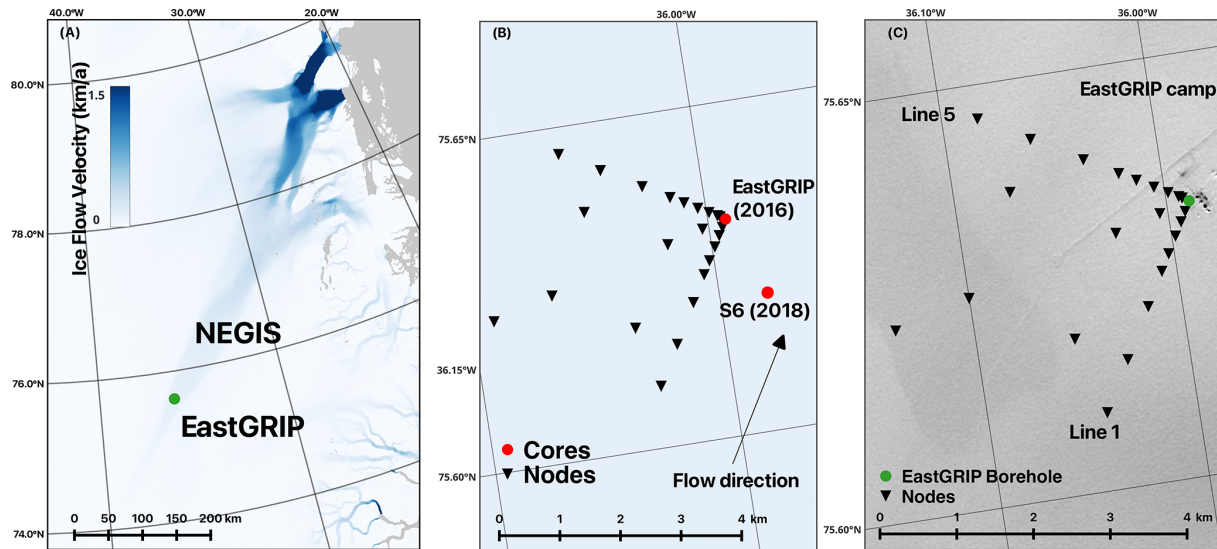 40.0°W 30.0°W 20.0°W
(A)
Ice Flow Velocity (km/a)
1.5
0
80.0°N
78.0°N
76.0°N
74.0°N
NEGIS
EastGRIP
0 50 100 150 200 km
36.00°W
(B)
75.65°N
EastGRIP
(2016)
S6 (2018)
36.15°W
75.60°N
Cores
Nodes
Flow direction
0 1 2 3 4 km
36.10°W 36.00°W
(C)
EastGRIP camp
75.65°N
Line 5
Line 1
EastGRIP Borehole
Nodes
75.60°N
0 1 2 3 4 km